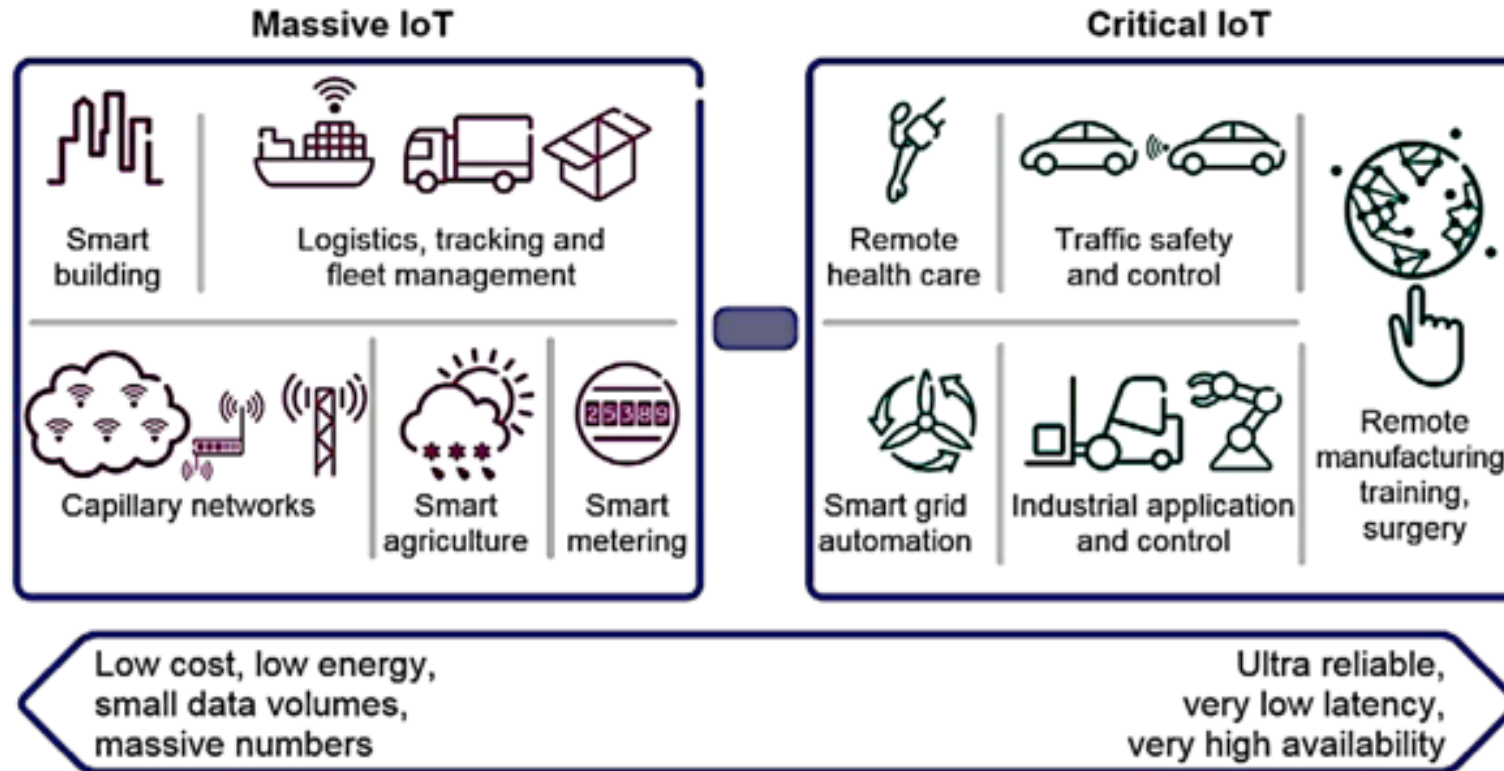 Massive IoT
Critical IoT
Smart
building
Logistics, tracking and
fleet management
Capillary networks
Smart
agriculture
25389
Smart
metering
Remote
health care
Traffic safety
and control
Smart grid
automation
Industrial application
and control
Remote
manufacturing
training,
surgery
Low cost, low energy,
small data volumes,
massive numbers
Ultra reliable,
very low latency,
very high availability